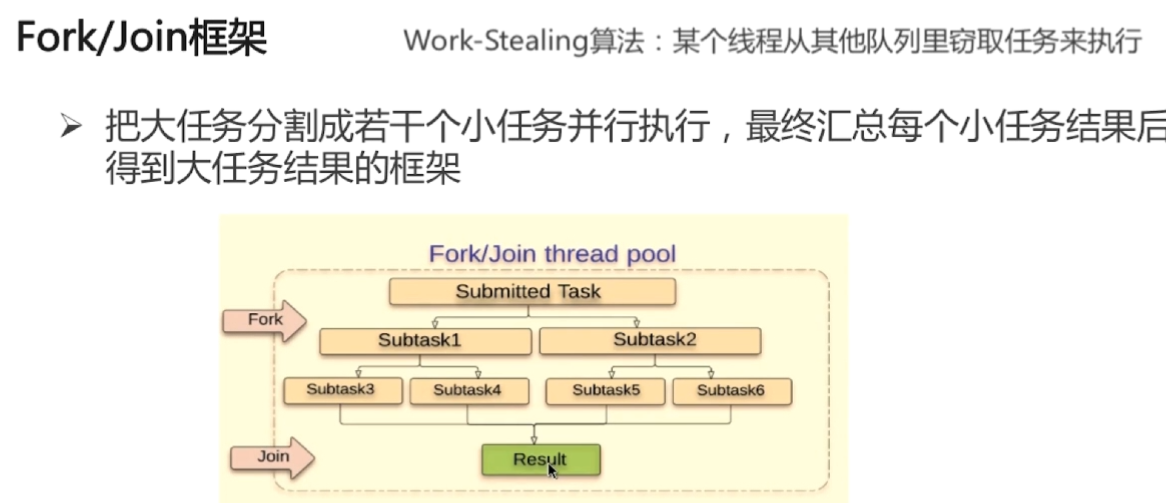 Fork/Join框架
Work-Stealing算法：某个线程从其他队列里窃取任务来执行
把大任务分割成若干个小任务并行执行，最终汇总每个小任务结果后
得到大任务结果的框架
Fork/Join thread pool
Submitted Task
Fork
Subtask1
Subtask2
Subtask3
Subtask4
Subtask5
Subtask6
Join
Result